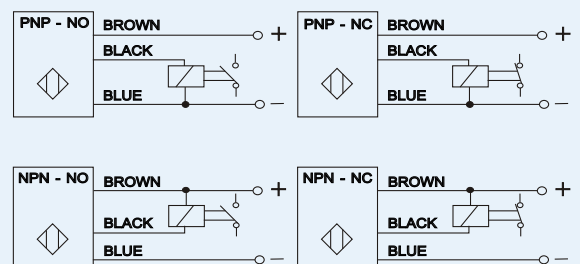 PNP - NO BROWN +
BLACK
BLUE −
PNP - NC BROWN +
BLACK
BLUE −
NPN - NO BROWN +
BLACK
BLUE −
NPN - NC BROWN +
BLACK
BLUE −